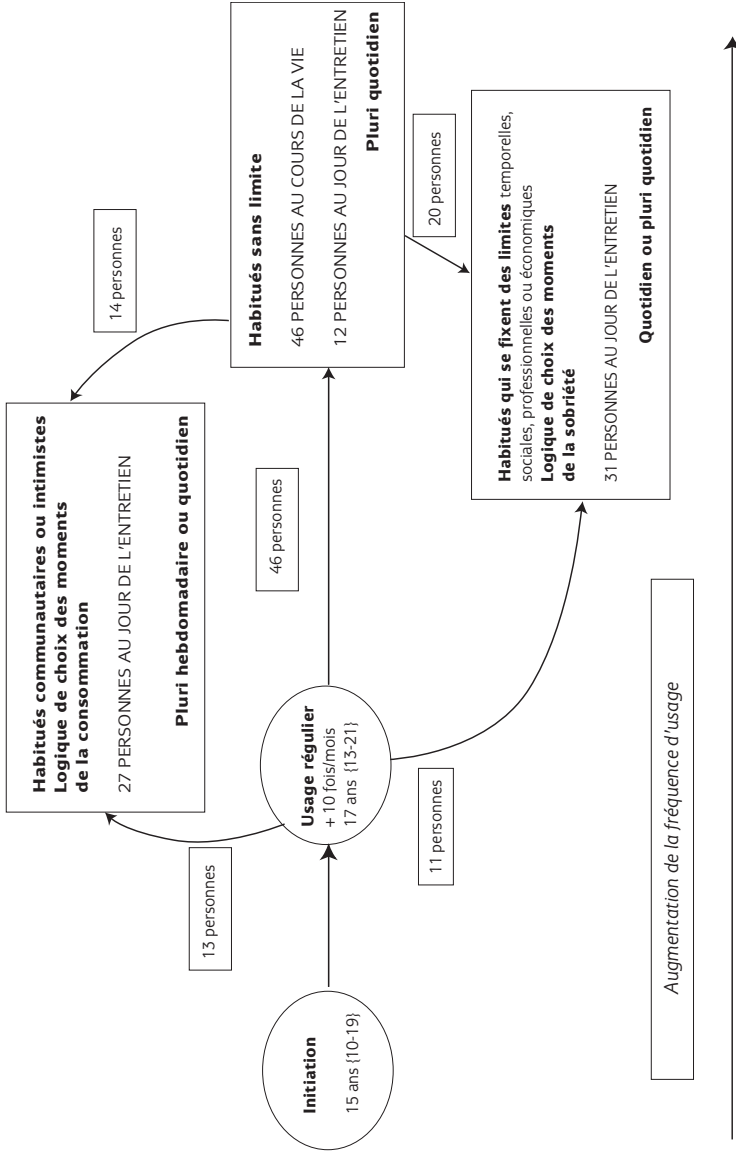 Initiation
15 ans {10-19}
13 personnes
Usage régulier
+ 10 fois/mois
17 ans {13-21}
11 personnes
Habitués communautaires ou intimistes
Logique de choix des moments
de la consommation
27 PERSONNES AU JOUR DE L'ENTRETIEN
Pluri hebdomadaire ou quotidien
46 personnes
14 personnes
Habitués sans limite
46 PERSONNES AU COURS DE LA VIE
12 PERSONNES AU JOUR DE L'ENTRETIEN
Pluri quotidien
20 personnes
Habitués qui se fixent des limites temporelles,
sociales, professionnelles ou économiques
Logique de choix des moments
de la sobriété
31 PERSONNES AU JOUR DE L'ENTRETIEN
Quotidien ou pluri quotidien
Augmentation de la fréquence d'usage